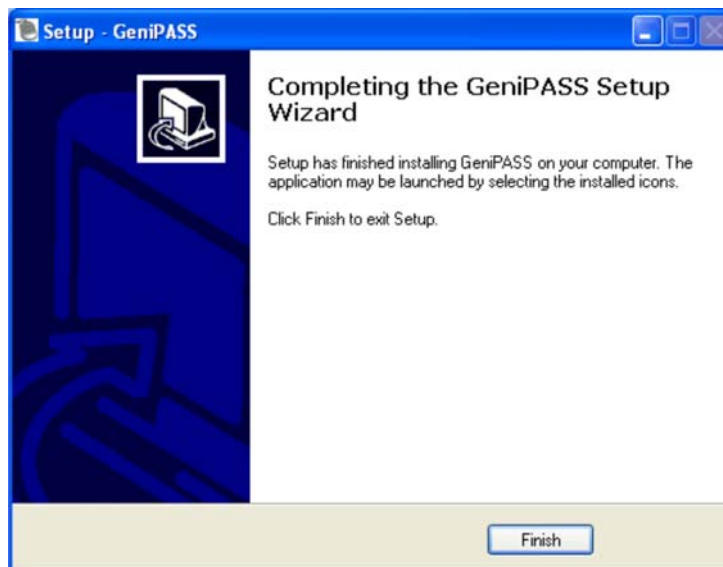 Setup - GeniPASS
Completing the GeniPASS Setup
Wizard
Setup has finished installing GeniPASS on your computer. The
application may be launched by selecting the installed icons.
Click Finish to exit Setup.
Finish